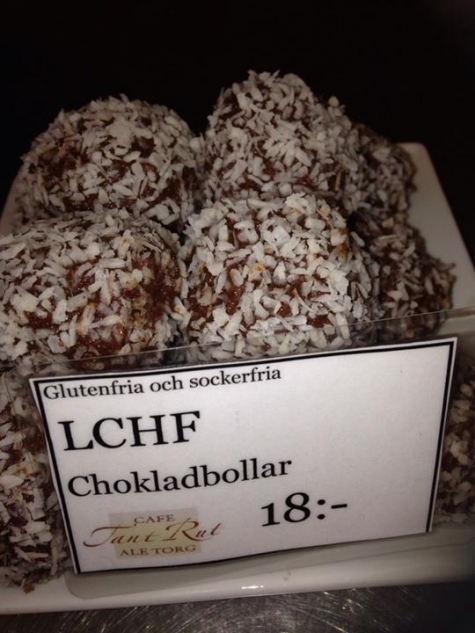 Glutenfria och sockerfria
LCHF
Chokladbollar
18:-
CAFE
Tant Rut
ALE TORG